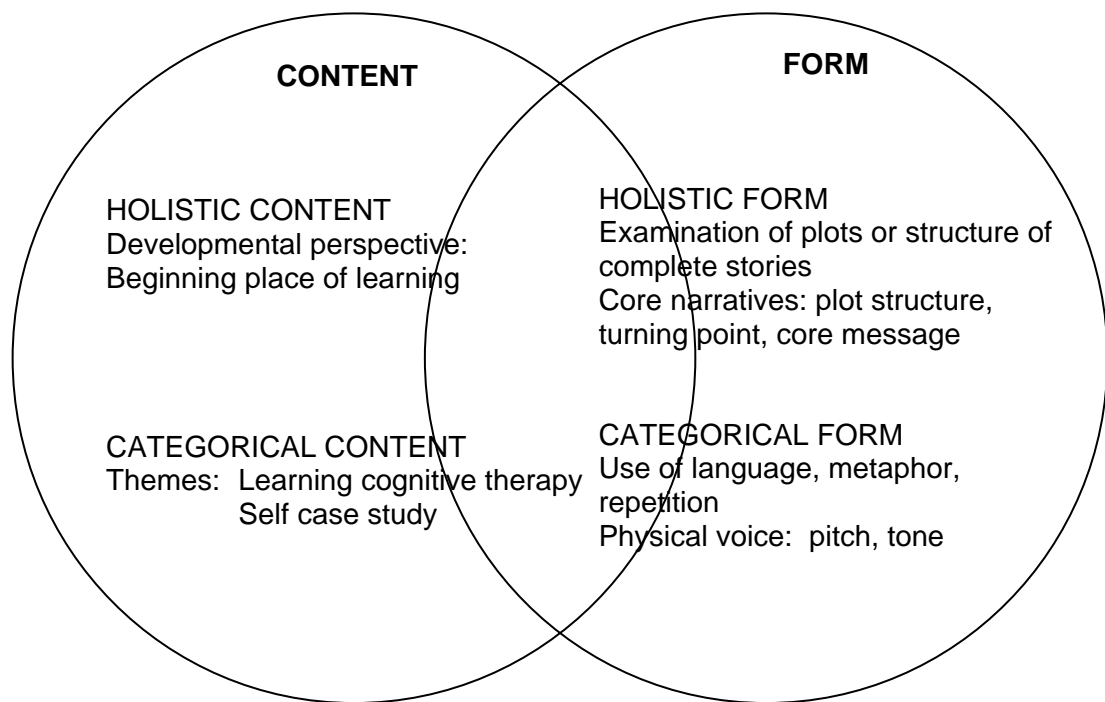 CONTENT
FORM
HOLISTIC CONTENT
Developmental perspective:
Beginning place of learning
HOLISTIC FORM
Examination of plots or structure of
complete stories
Core narratives: plot structure,
turning point, core message
CATEGORICAL CONTENT
Themes: Learning cognitive therapy
Self case study
CATEGORICAL FORM
Use of language, metaphor,
repetition
Physical voice: pitch, tone